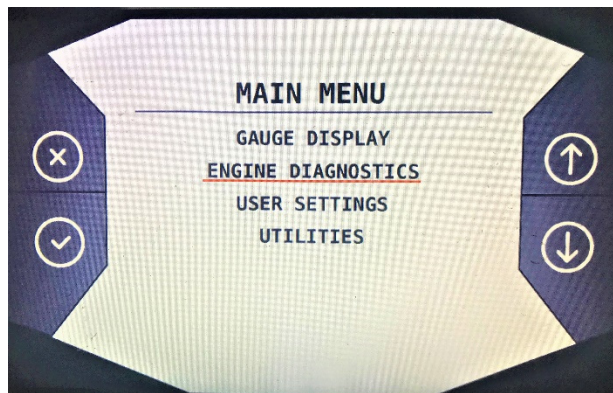 MAIN MENU
GAUGE DISPLAY
ENGINE DIAGNOSTICS
USER SETTINGS
UTILITIES